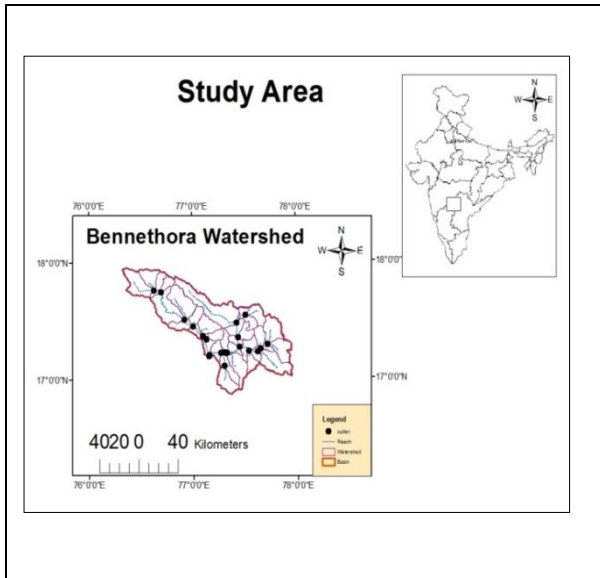 Study Area
N
W E
S
76°0'0"E 77°0'0"E 78°0'0"E
Bennethora Watershed
N
W E
S
18°0'0"N 18°0'0"N
17°0'0"N 17°0'0"N
Legend
outlet
Reach
Watershed
Basin
4020 0 40 Kilometers
76°0'0"E 77°0'0"E 78°0'0"E